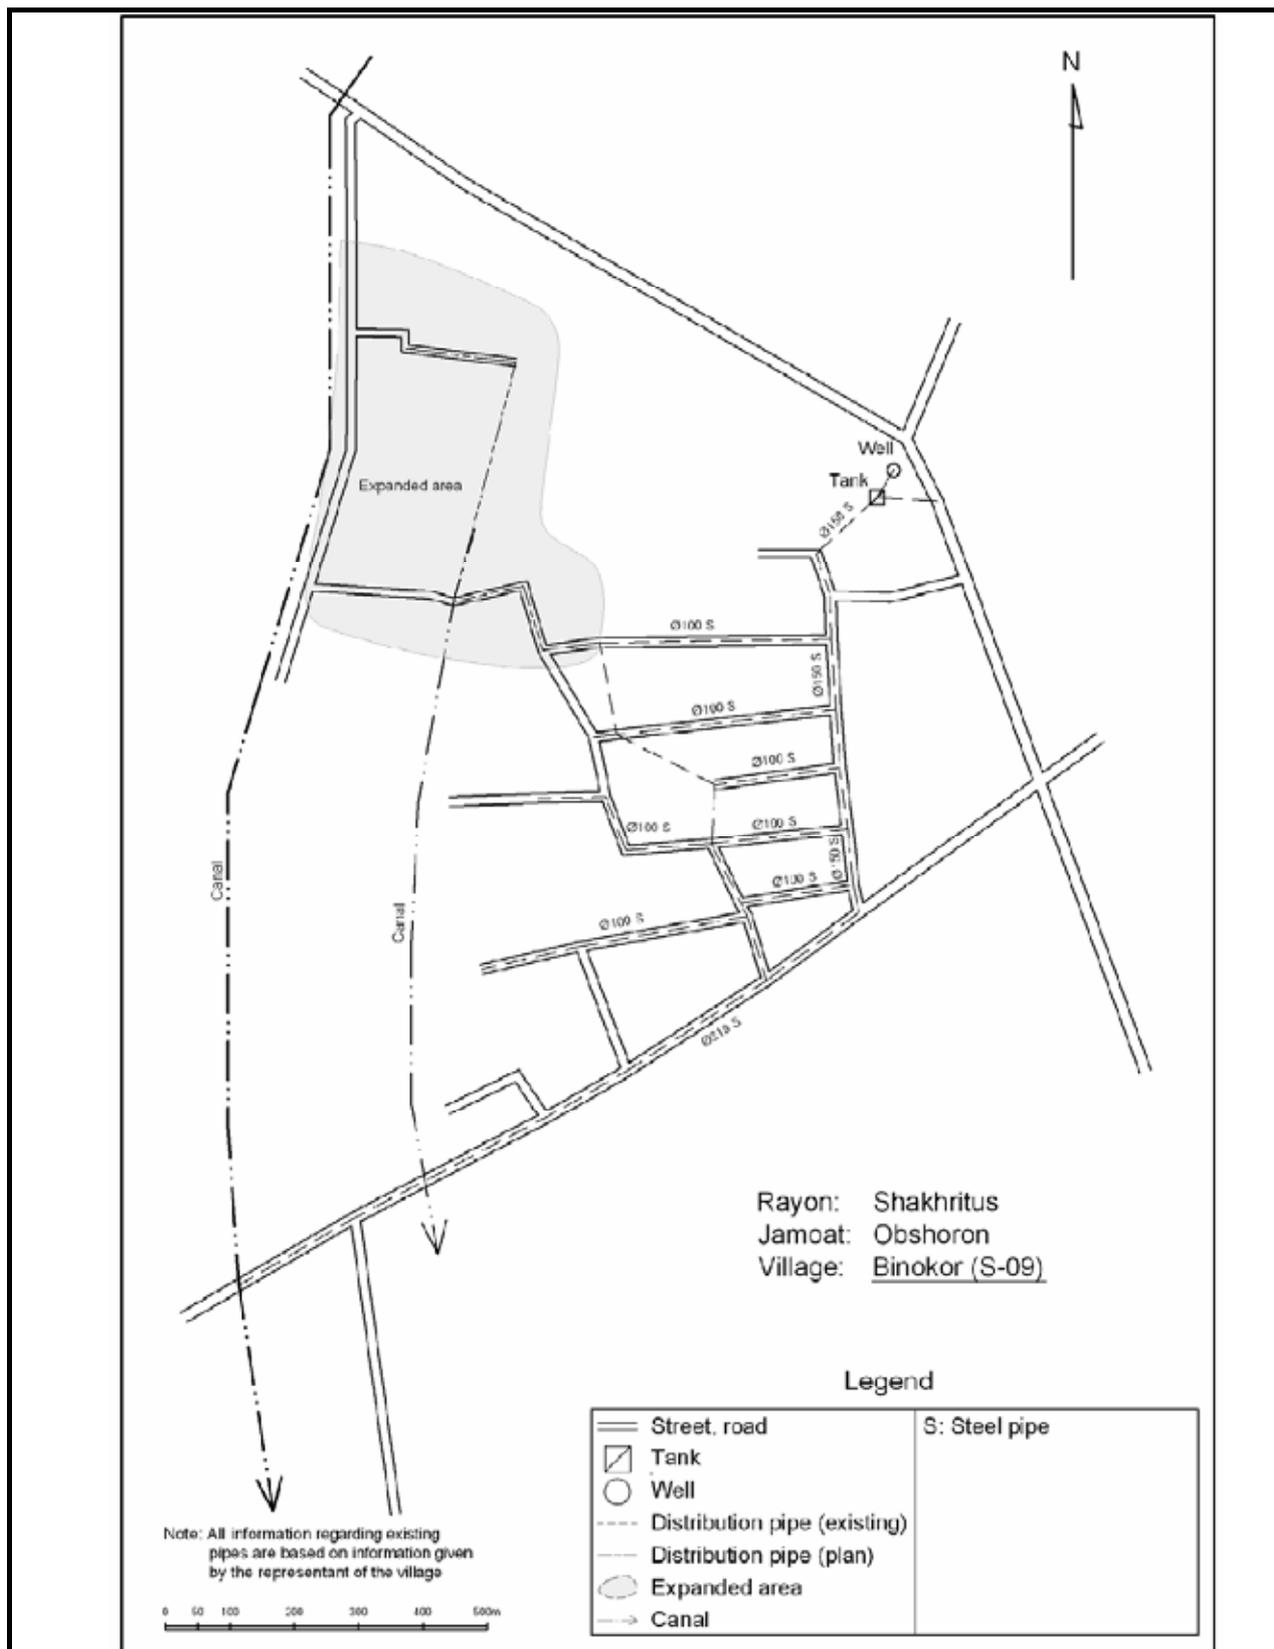 N
Well
Tank
Ø150 S
Expanded area
Ø100 S
Ø150 S
Ø100 S
Ø100 S
Ø100 S
Ø100 S
Ø150 S
Ø100 S
Ø100 S
Canal
Canal
Ø219 S
Rayon: Shakhritus
Jamoat: Obshoron
Village: Binokor (S-09)
Legend
Street, road
Tank
Well
Distribution pipe (existing)
Distribution pipe (plan)
Expanded area
Canal
S: Steel pipe
Note: All information regarding existing
pipes are based on information given
by the representant of the village
0 50 100 200 300 400 500m